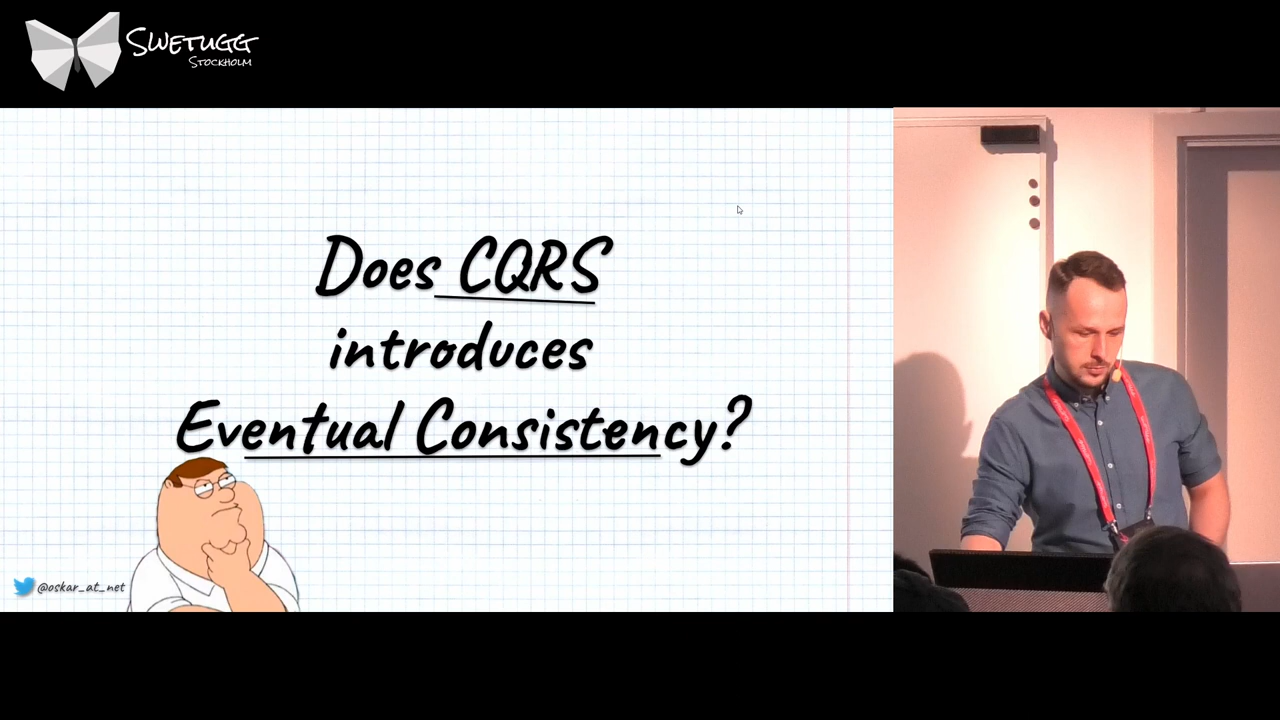 SWETUGG
STOCKHOLM
Does CQRS
introduces
Eventual Consistency?
@oskar_at_net